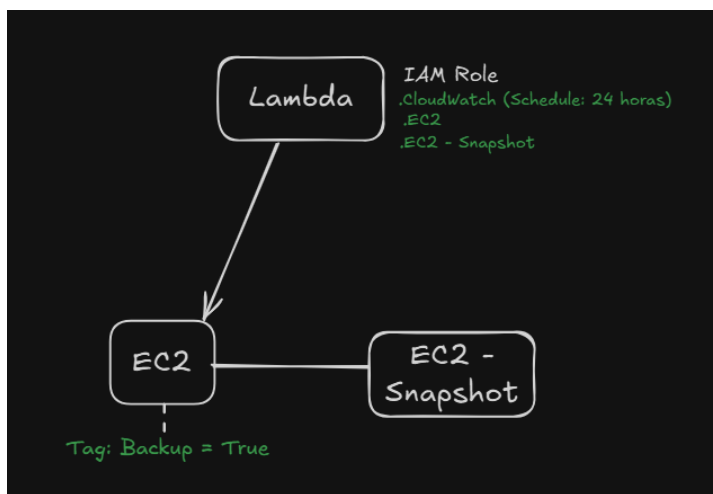 Lambda
IAM Role
.CloudWatch (Schedule: 24 horas)
.EC2
.EC2 - Snapshot
EC2
EC2 -
Snapshot
Tag: Backup = True